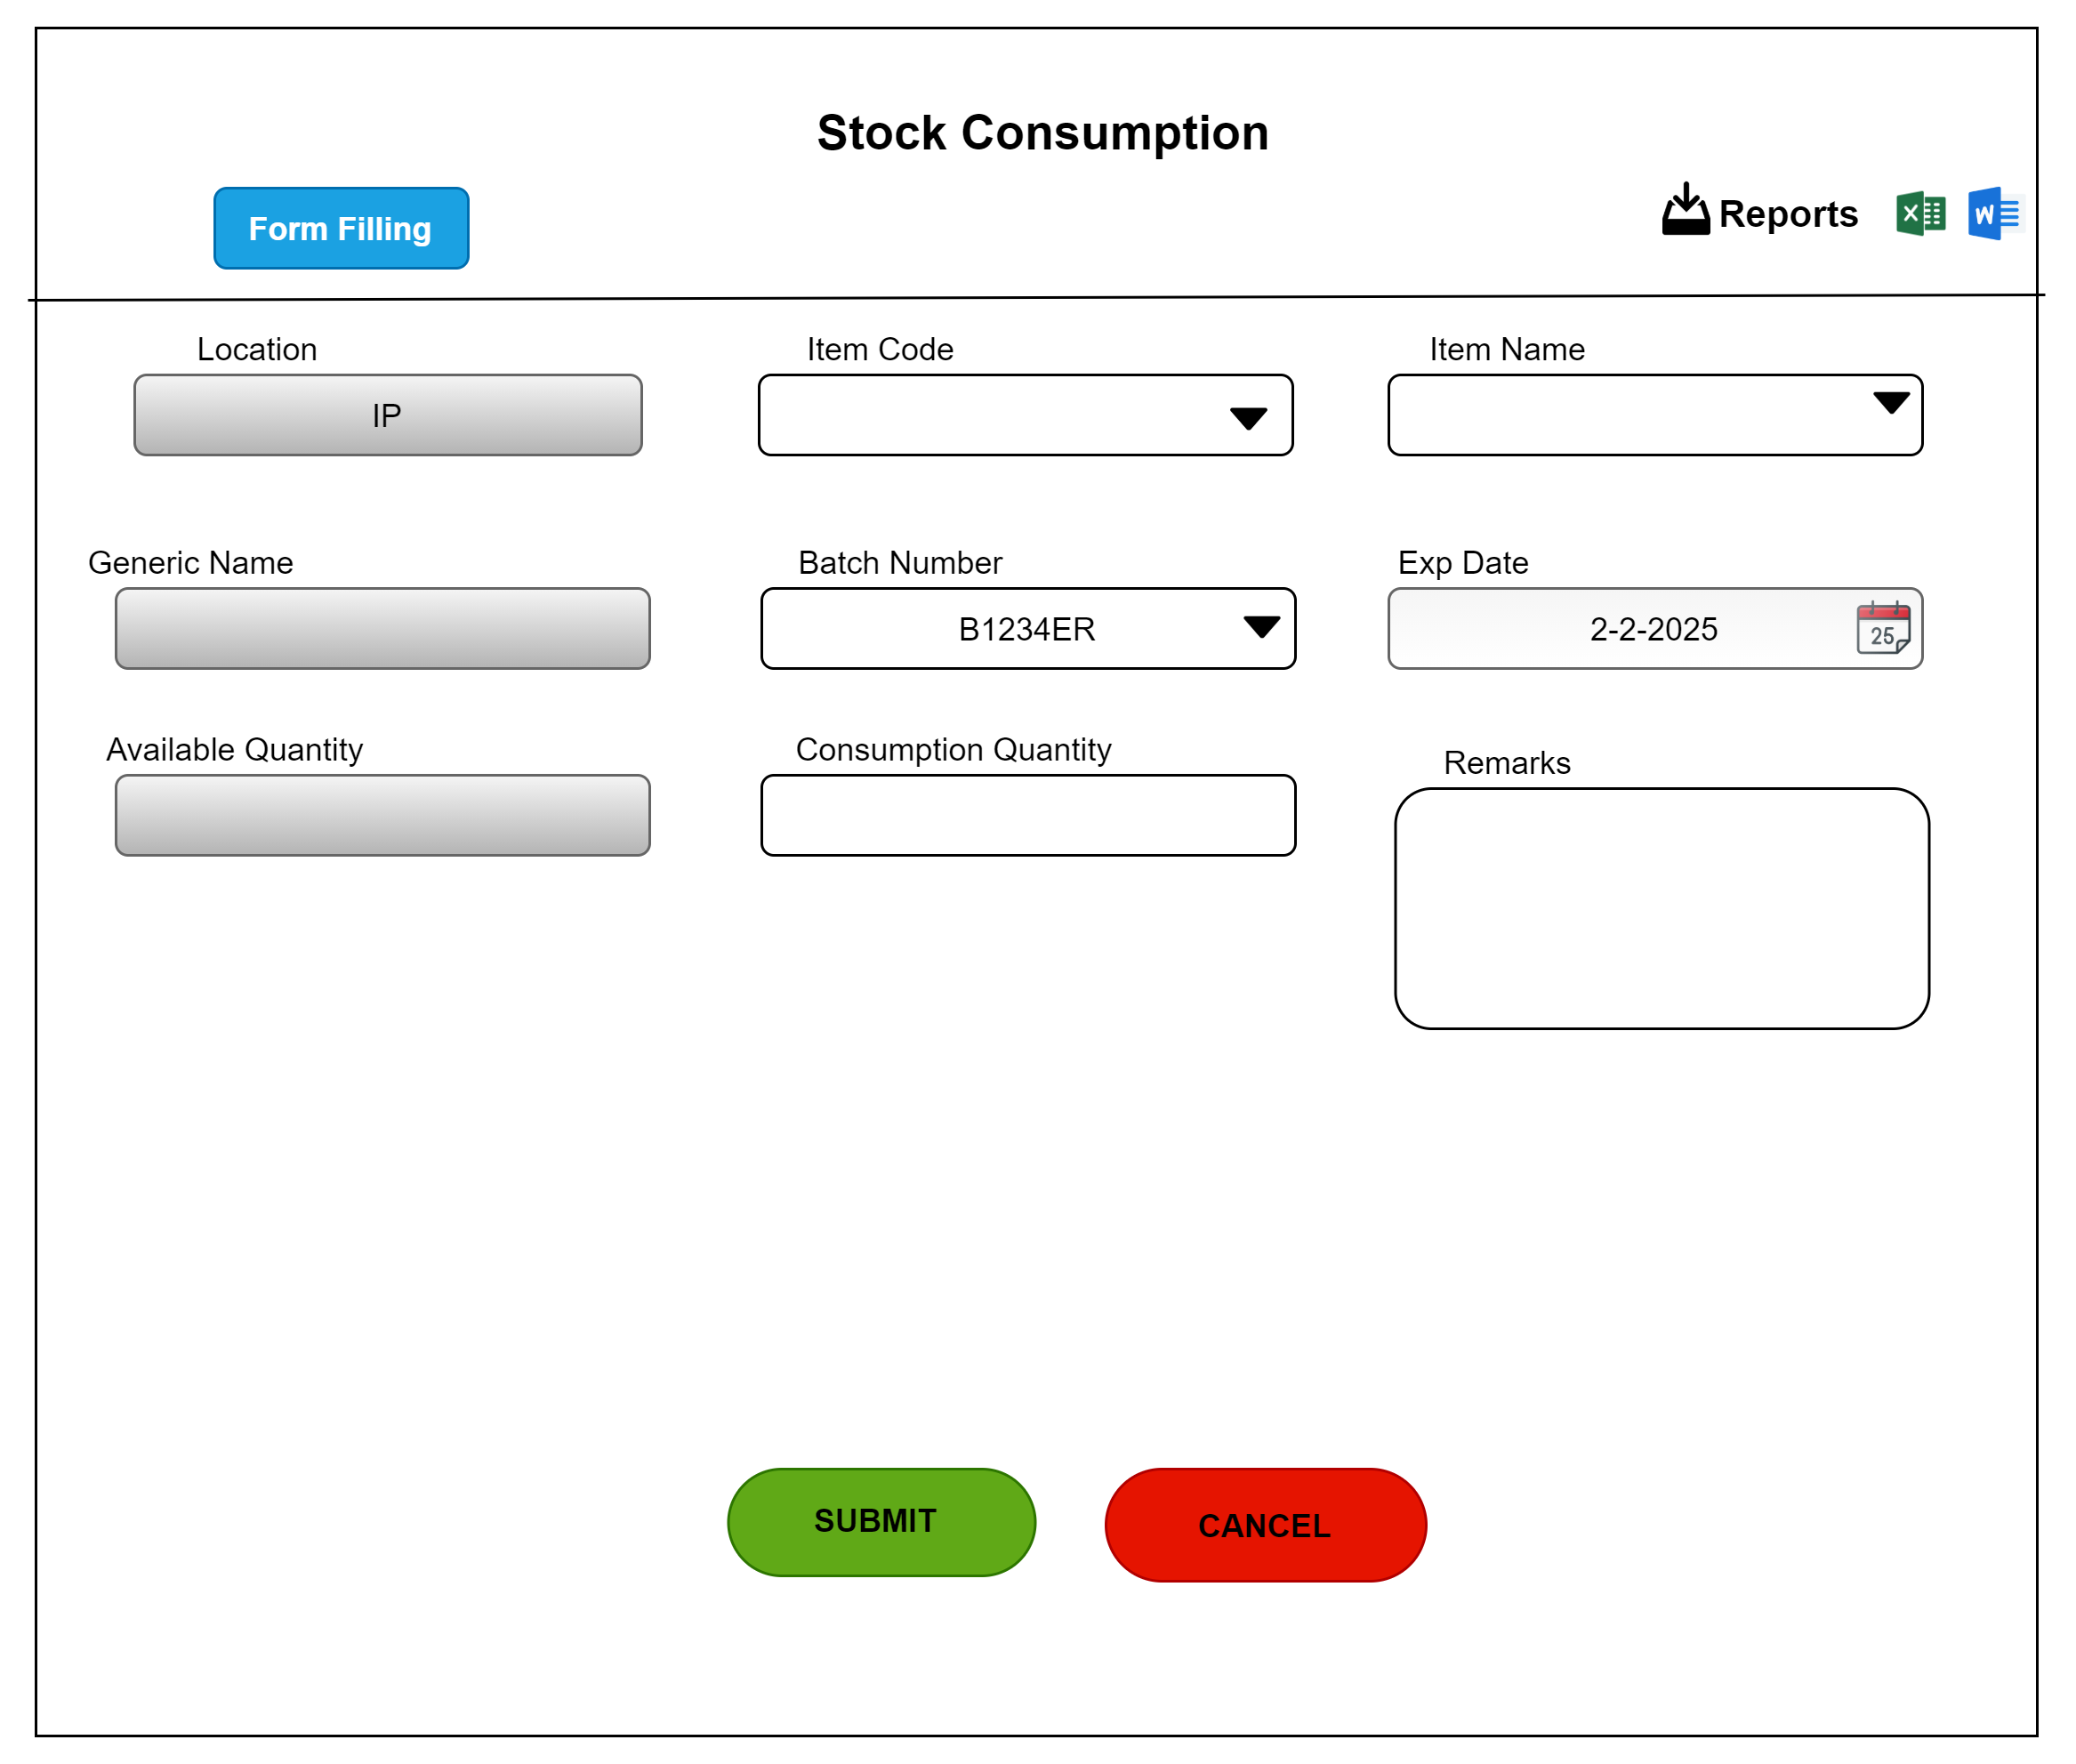 Stock Consumption
Form Filling
Reports
X
W
Location
Item Code
Item Name
IP
Generic Name
Batch Number
Exp Date
B1234ER
2-2-2025
25
Available Quantity
Consumption Quantity
Remarks
SUBMIT
CANCEL